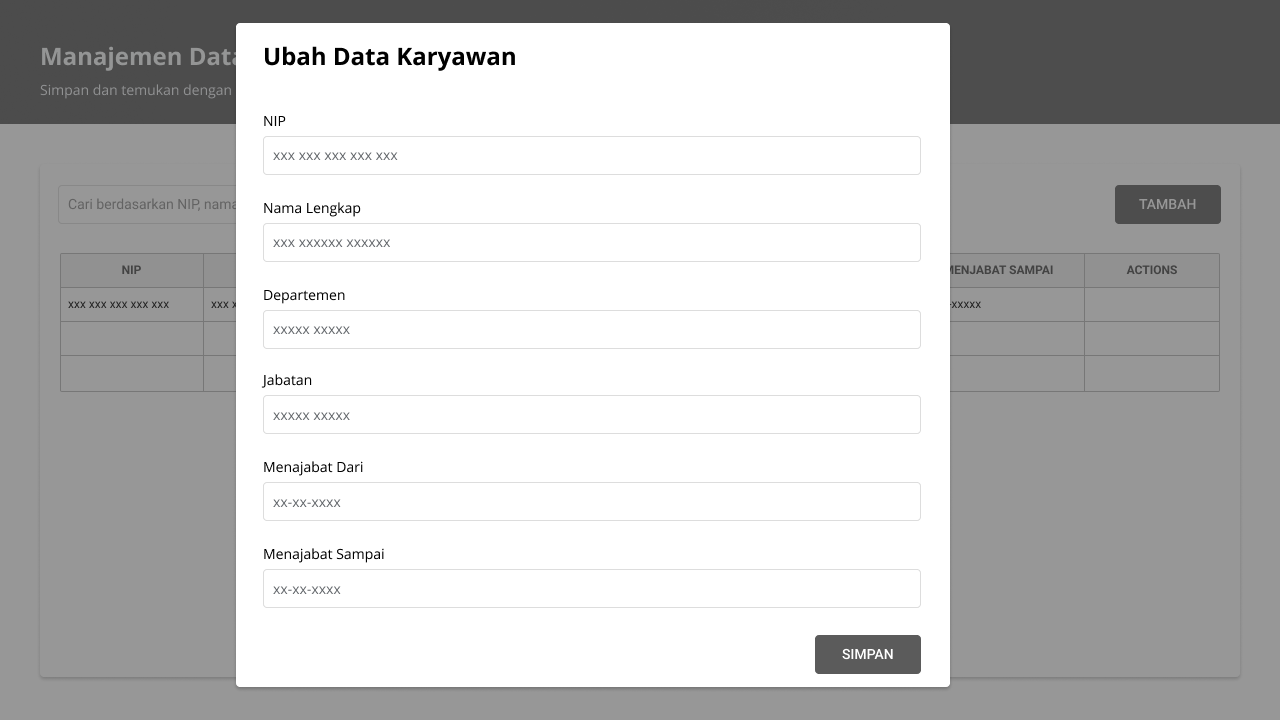 Manajemen Data
Simpan dan temukan dengan
Ubah Data Karyawan
NIP
xxx xxx xxx xxx xxx
Nama Lengkap
xxx xxxxxx xxxxxx
Departemen
xxxxx xxxxx
Jabatan
xxxxx xxxxx
Menajabat Dari
xx-xx-xxxx
Menajabat Sampai
xx-xx-xxxx
SIMPAN
Cari berdasarkan NIP, nama
TAMBAH
NIP MENJABAT SAMPAI ACTIONS
xxx xxx xxx xxx xxx xxx x -xxxxx